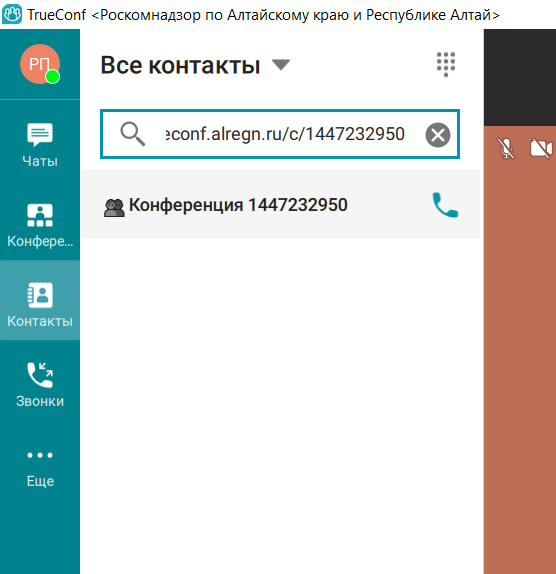 TrueConf <Роскомнадзор по Алтайскому краю и Республике Алтай>
РП
Все контакты
econf.alregn.ru/c/1447232950
Чаты
Конференция 1447232950
Конфере...
Контакты
Звонки
Еще